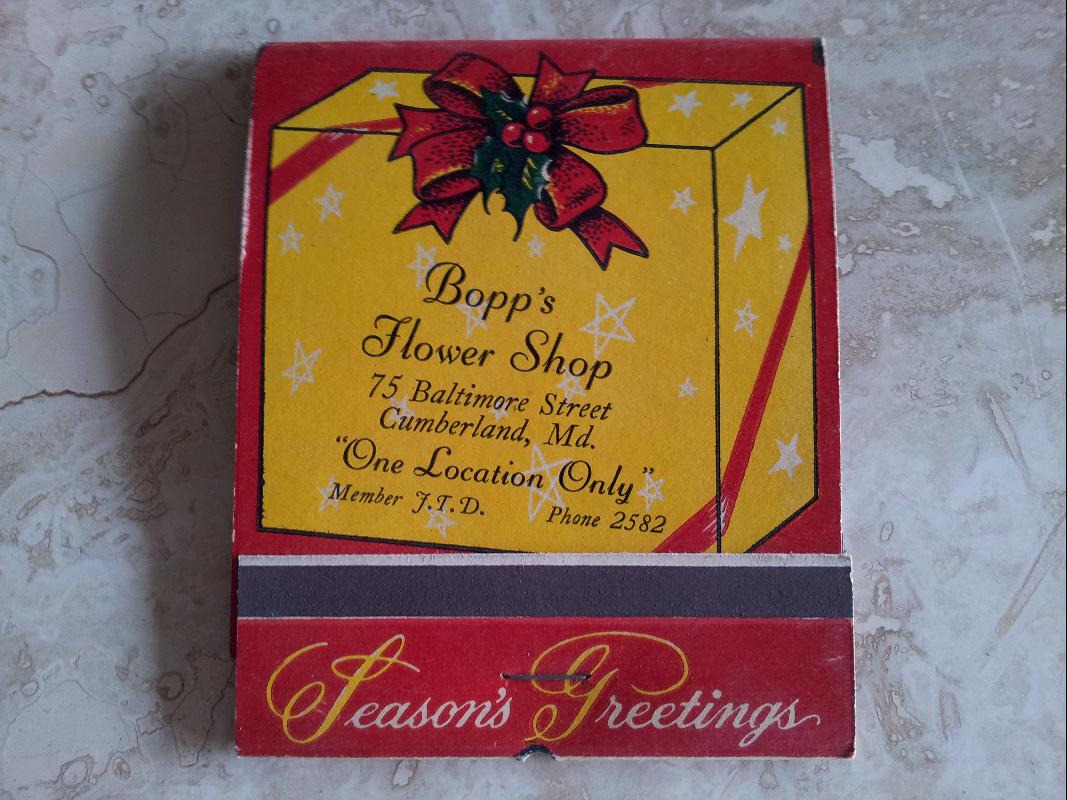 Bopp's
Flower Shop
75 Baltimore Street
Cumberland, Md.
"One Location Only"
Member F.T.D. Phone 2582
Season's Greetings